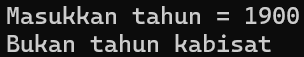 Masukkan tahun = 1900
Bukan tahun kabisat